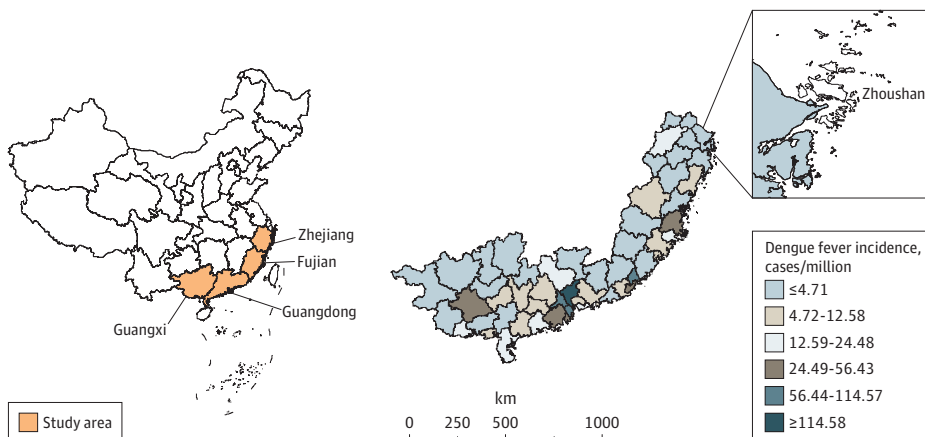 Zhoushan
Zhejiang
Fujian
Guangdong
Guangxi
Study area
km
0 250 500 1000
Dengue fever incidence,
cases/million
≤4.71
4.72-12.58
12.59-24.48
24.49-56.43
56.44-114.57
≥114.58